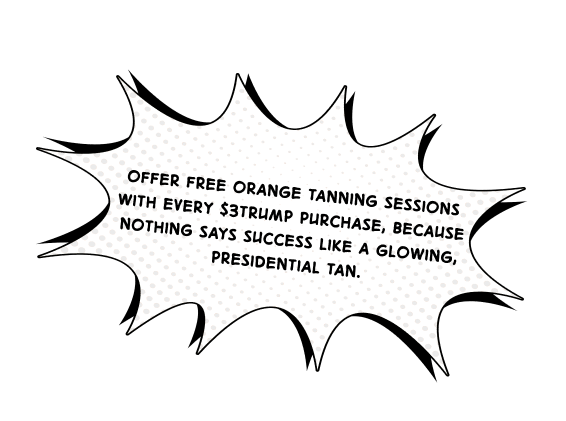 OFFER FREE ORANGE TANNING SESSIONS
WITH EVERY $3TRUMP PURCHASE, BECAUSE
NOTHING SAYS SUCCESS LIKE A GLOWING,
PRESIDENTIAL TAN.